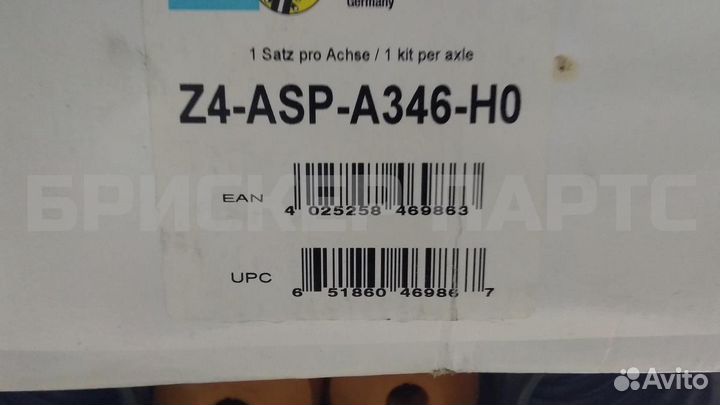 Germany
1 Satz pro Achse / 1 kit per axle
Z4-ASP-A346-H0
БРИСКЕР ПАРТС
EAN
4 025258 469863
UPC
6 51860 46986 7
Avito